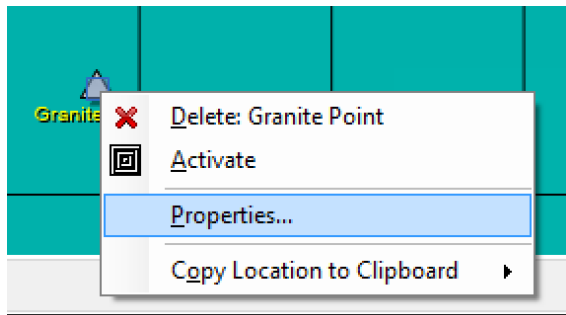 Granite
Delete: Granite Point
Activate
Properties...
Copy Location to Clipboard